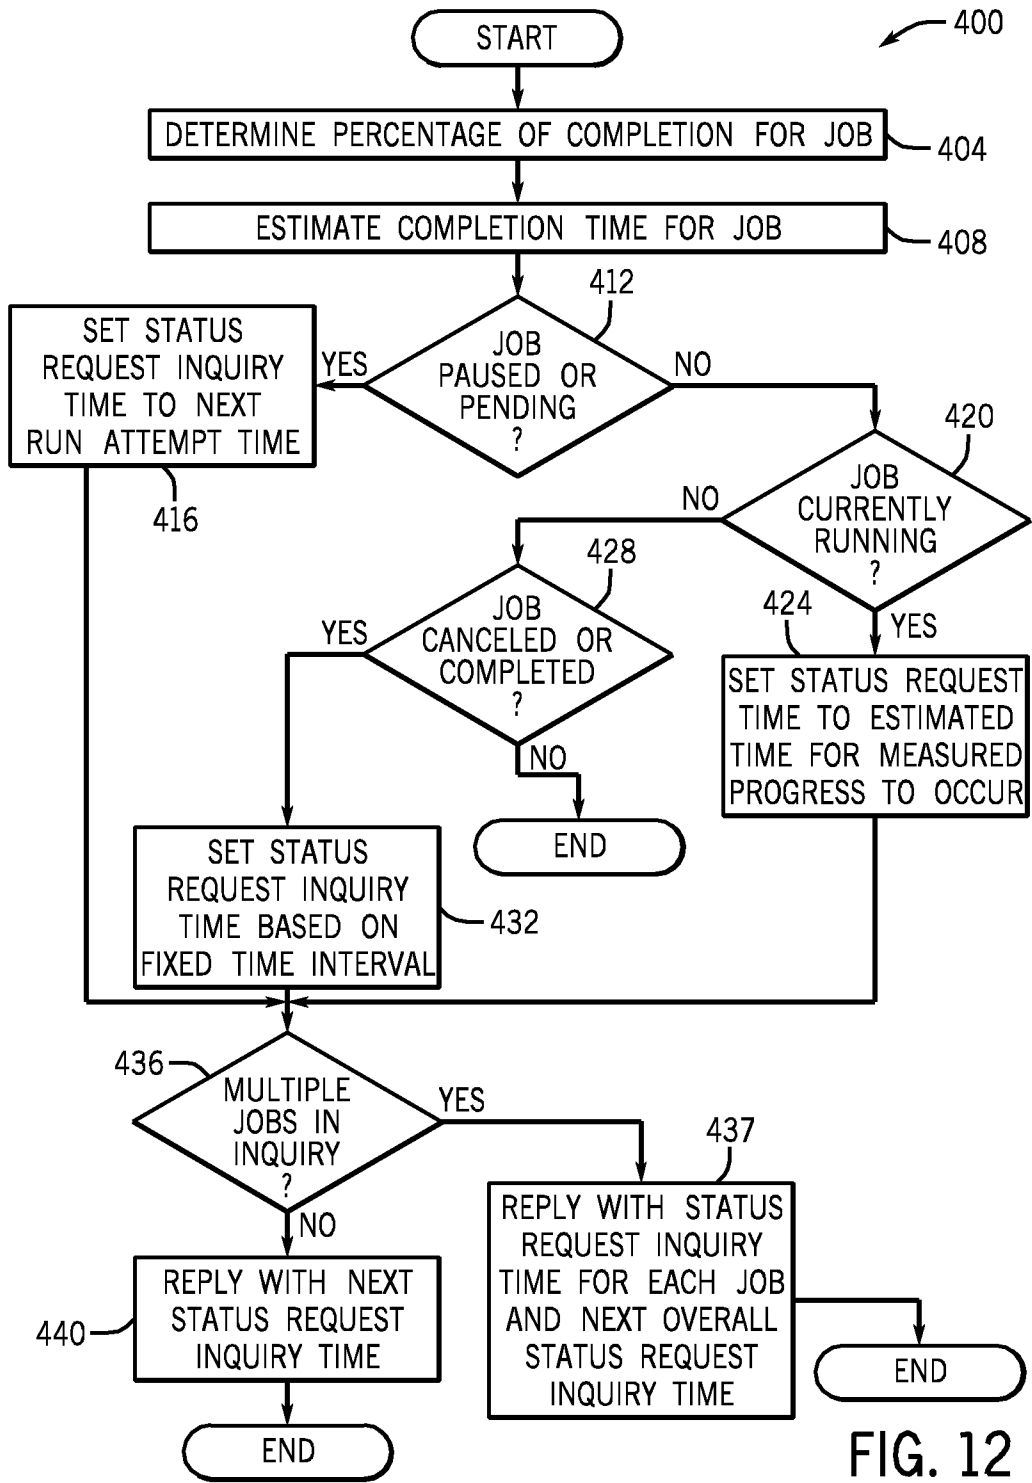 START
400
DETERMINE PERCENTAGE OF COMPLETION FOR JOB
404
ESTIMATE COMPLETION TIME FOR JOB
408
412
JOB
PAUSED OR
PENDING
?
YES
NO
SET STATUS
REQUEST INQUIRY
TIME TO NEXT
RUN ATTEMPT TIME
416
420
JOB
CURRENTLY
RUNNING
?
NO
YES
428
JOB
CANCELED OR
COMPLETED
?
YES
NO
END
424
SET STATUS REQUEST
TIME TO ESTIMATED
TIME FOR MEASURED
PROGRESS TO OCCUR
SET STATUS
REQUEST INQUIRY
TIME BASED ON
FIXED TIME INTERVAL
432
436
MULTIPLE
JOBS IN
INQUIRY
?
YES
NO
437
REPLY WITH STATUS
REQUEST INQUIRY
TIME FOR EACH JOB
AND NEXT OVERALL
STATUS REQUEST
INQUIRY TIME
END
REPLY WITH NEXT
STATUS REQUEST
INQUIRY TIME
440
END
FIG. 12